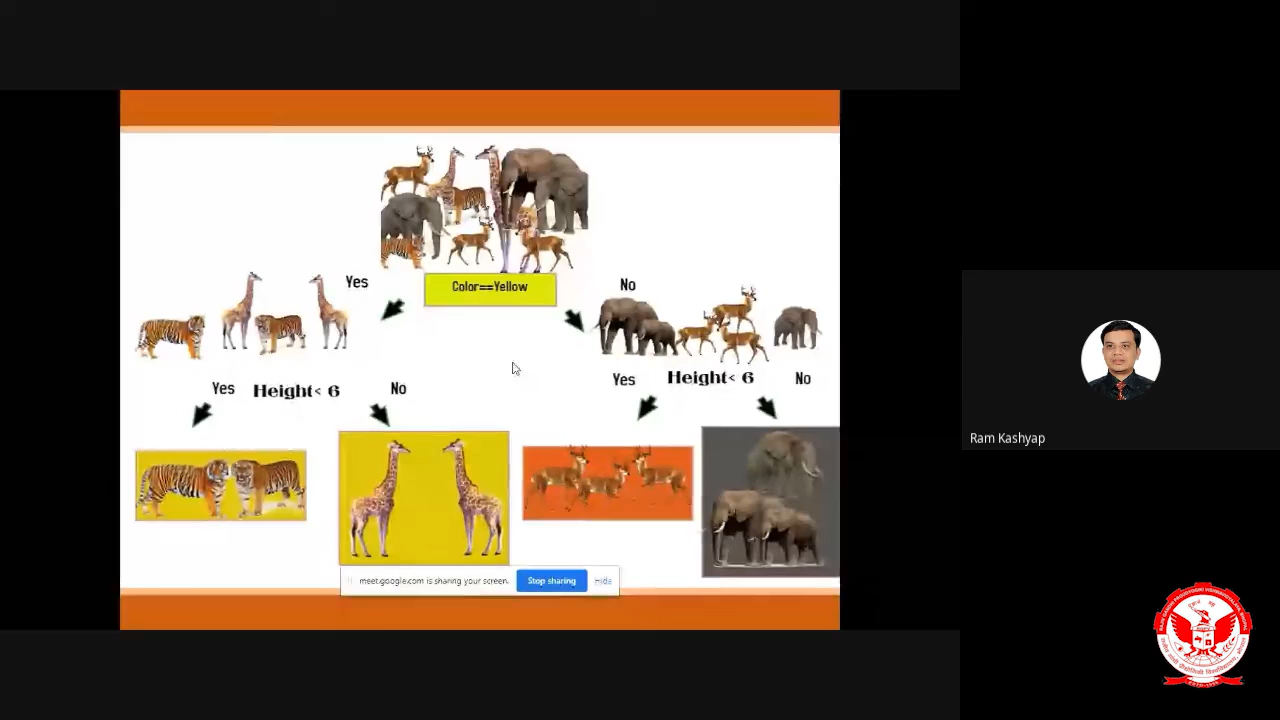 Color==Yellow
Yes
No
Yes
Height< 6
No
Yes
Height< 6
No
meet.google.com is sharing your screen.
Stop sharing
Hide
Ram Kashyap